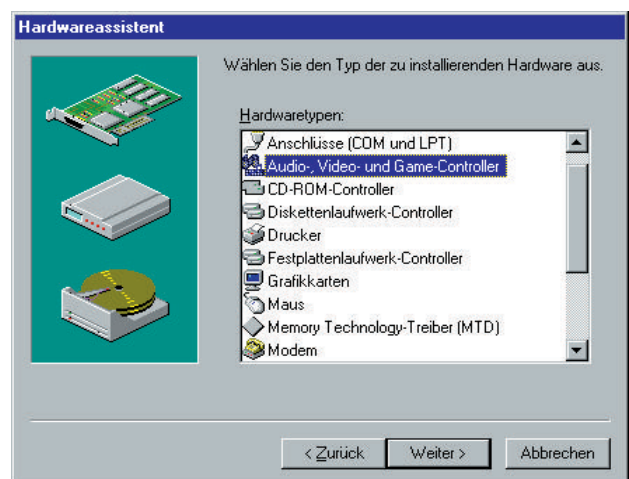 Hardwareassistent
Wählen Sie den Typ der zu installierenden Hardware aus.
Hardwaretypen:
Anschlüsse (COM und LPT)
Audio-, Video- und Game-Controller
CD-ROM-Controller
Diskettenlaufwerk-Controller
Drucker
Festplattenlaufwerk-Controller
Grafikkarten
Maus
Memory Technology-Treiber (MTD)
Modem
< Zurück Weiter > Abbrechen